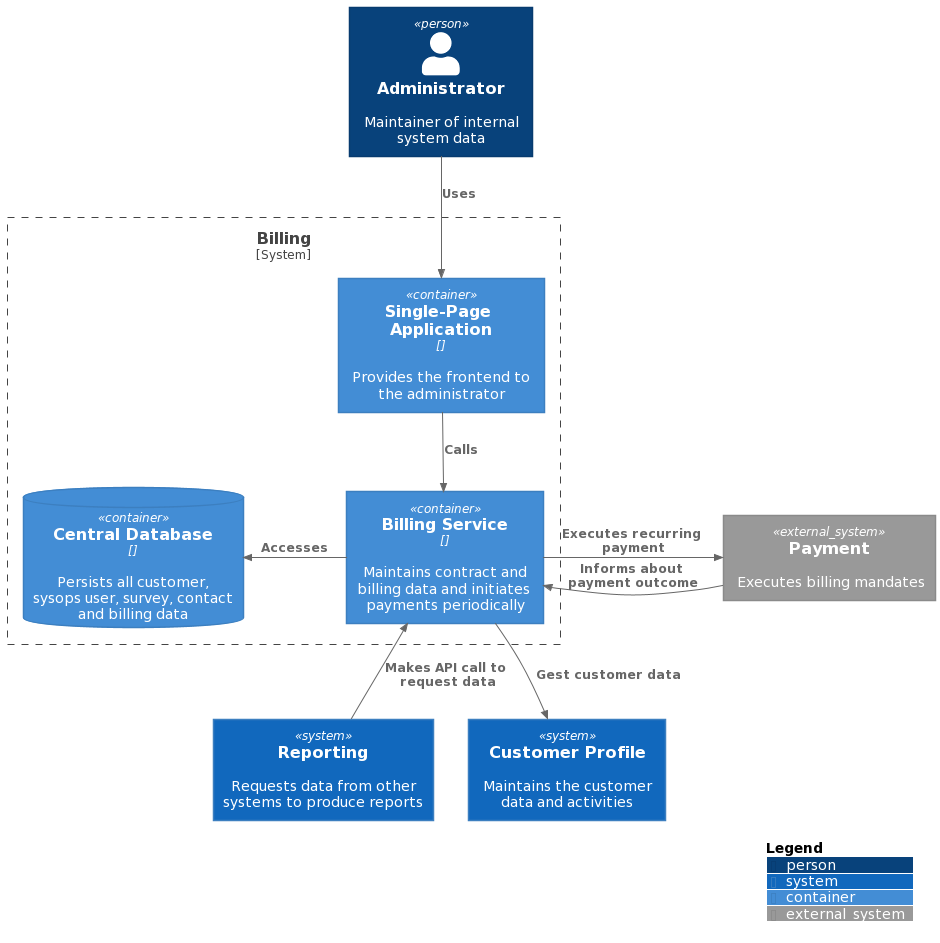 «person»
Administrator
Maintainer of internal
system data
Uses
Billing
[System]
«container»
Single-Page
Application
[]
Provides the frontend to
the administrator
Calls
«container»
Central Database
[]
Persists all customer,
sysops user, survey, contact
and billing data
Accesses
«container»
Billing Service
[]
Maintains contract and
billing data and initiates
payments periodically
Executes recurring
payment
Informs about
payment outcome
«external_system»
Payment
Executes billing mandates
Makes API call to
request data
Gest customer data
«system»
Reporting
Requests data from other
systems to produce reports
«system»
Customer Profile
Maintains the customer
data and activities
Legend
person
system
container
external_system